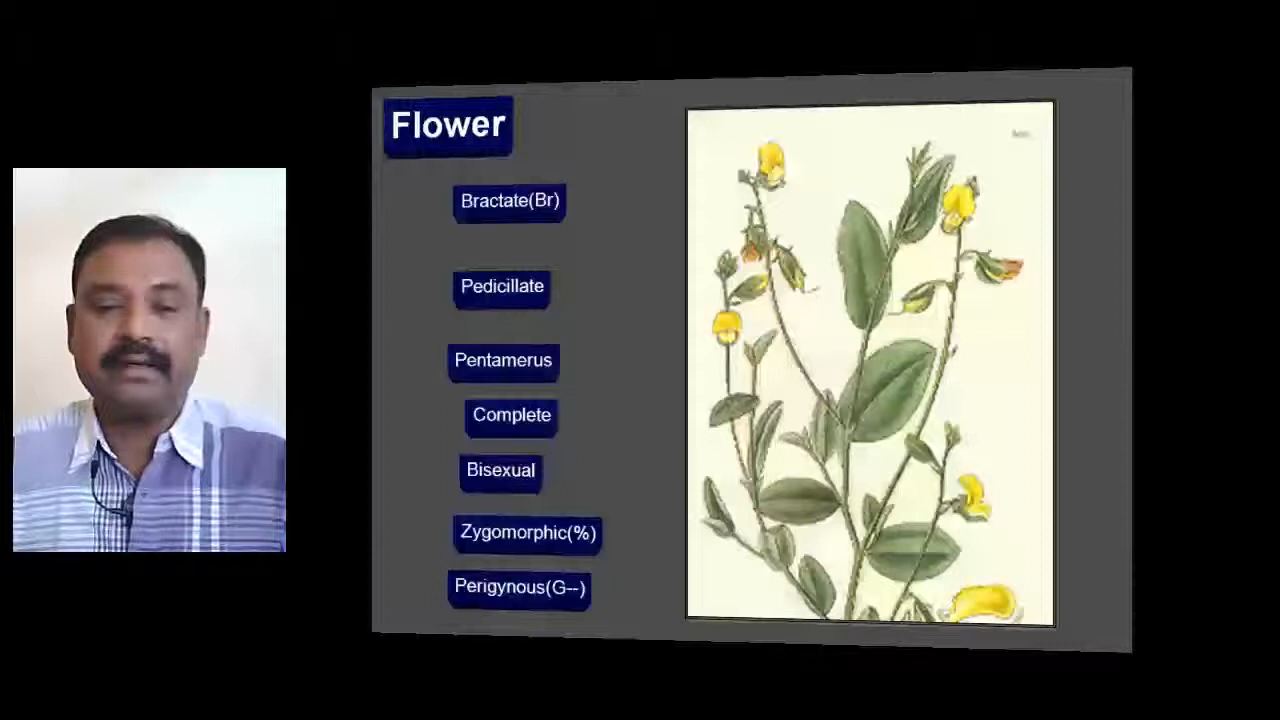 Flower
Bractate(Br)
Pedicillate
Pentamerus
Complete
Bisexual
Zygomorphic(%)
Perigynous(G--)